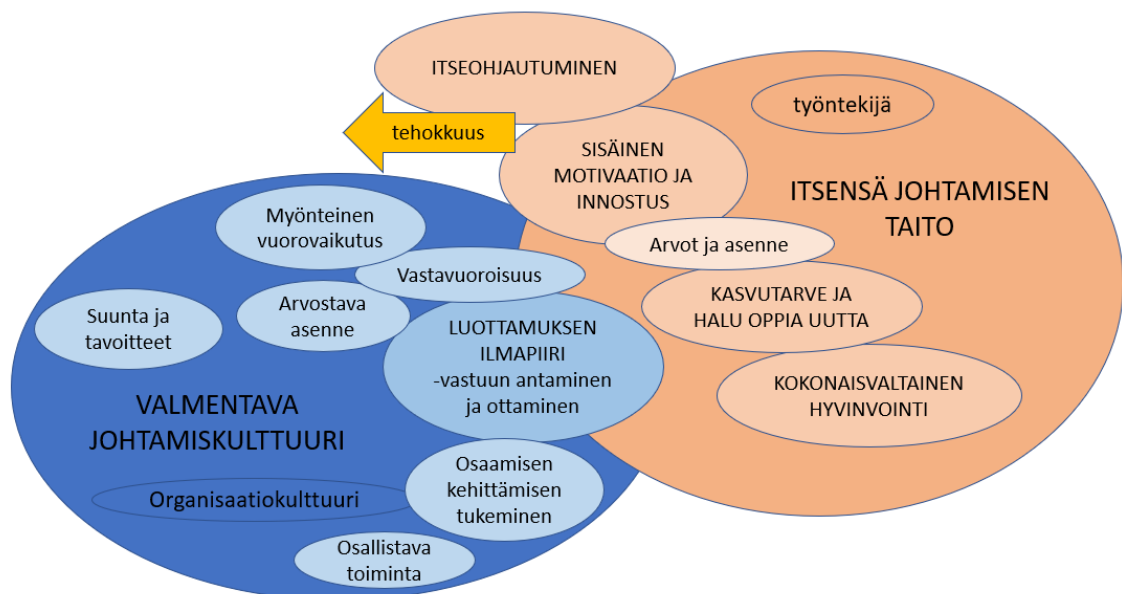 ITSEOHJAUTUMINEN
työntekijä
tehokkuus
SISÄINEN
MOTIVAATIO JA
INNOSTUS
ITSENSÄ JOHTAMISEN
TAITO
Myönteinen
vuorovaikutus
Arvot ja asenne
Vastavuoroisuus
KASVUTARVE JA
HALU OPPIA UUTTA
Suunta ja
tavoitteet
Arvostava
asenne
LUOTTAMUKSEN
ILMAPIIRI
-vastuun antaminen
ja ottaminen
KOKONAISVALTAINEN
HYVINVOINTI
VALMENTAVA
JOHTAMISKULTTUURI
Organisaatiokulttuuri
Osaamisen
kehittämisen
tukeminen
Osallistava
toiminta